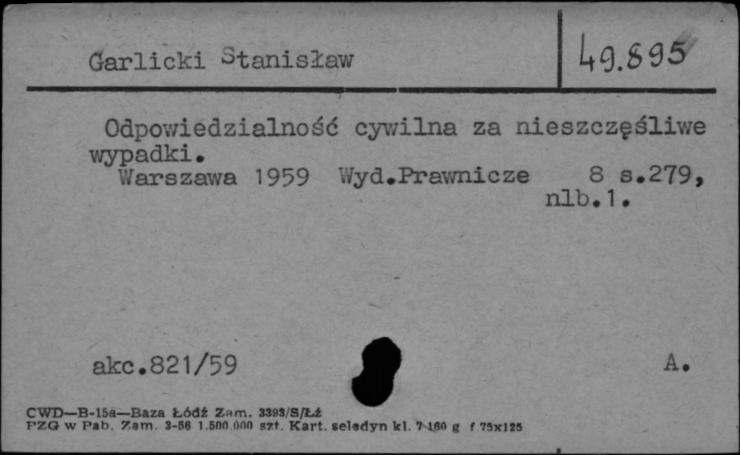 Garlicki Stanisław
49.895
Odpowiedzialność cywilna za nieszczęśliwe
wypadki.
Warszawa 1959 Wyd.Prawnicze 8 s.279,
nlb.1.
akc.821/59 A.
CWD—B-15a—Baza Łódź Zam. 3393/S/Łź
PZG w Pab. Zam. 3-56 1.500.000 szt. Kart. seledyn kl. 7 160 g f 75x125